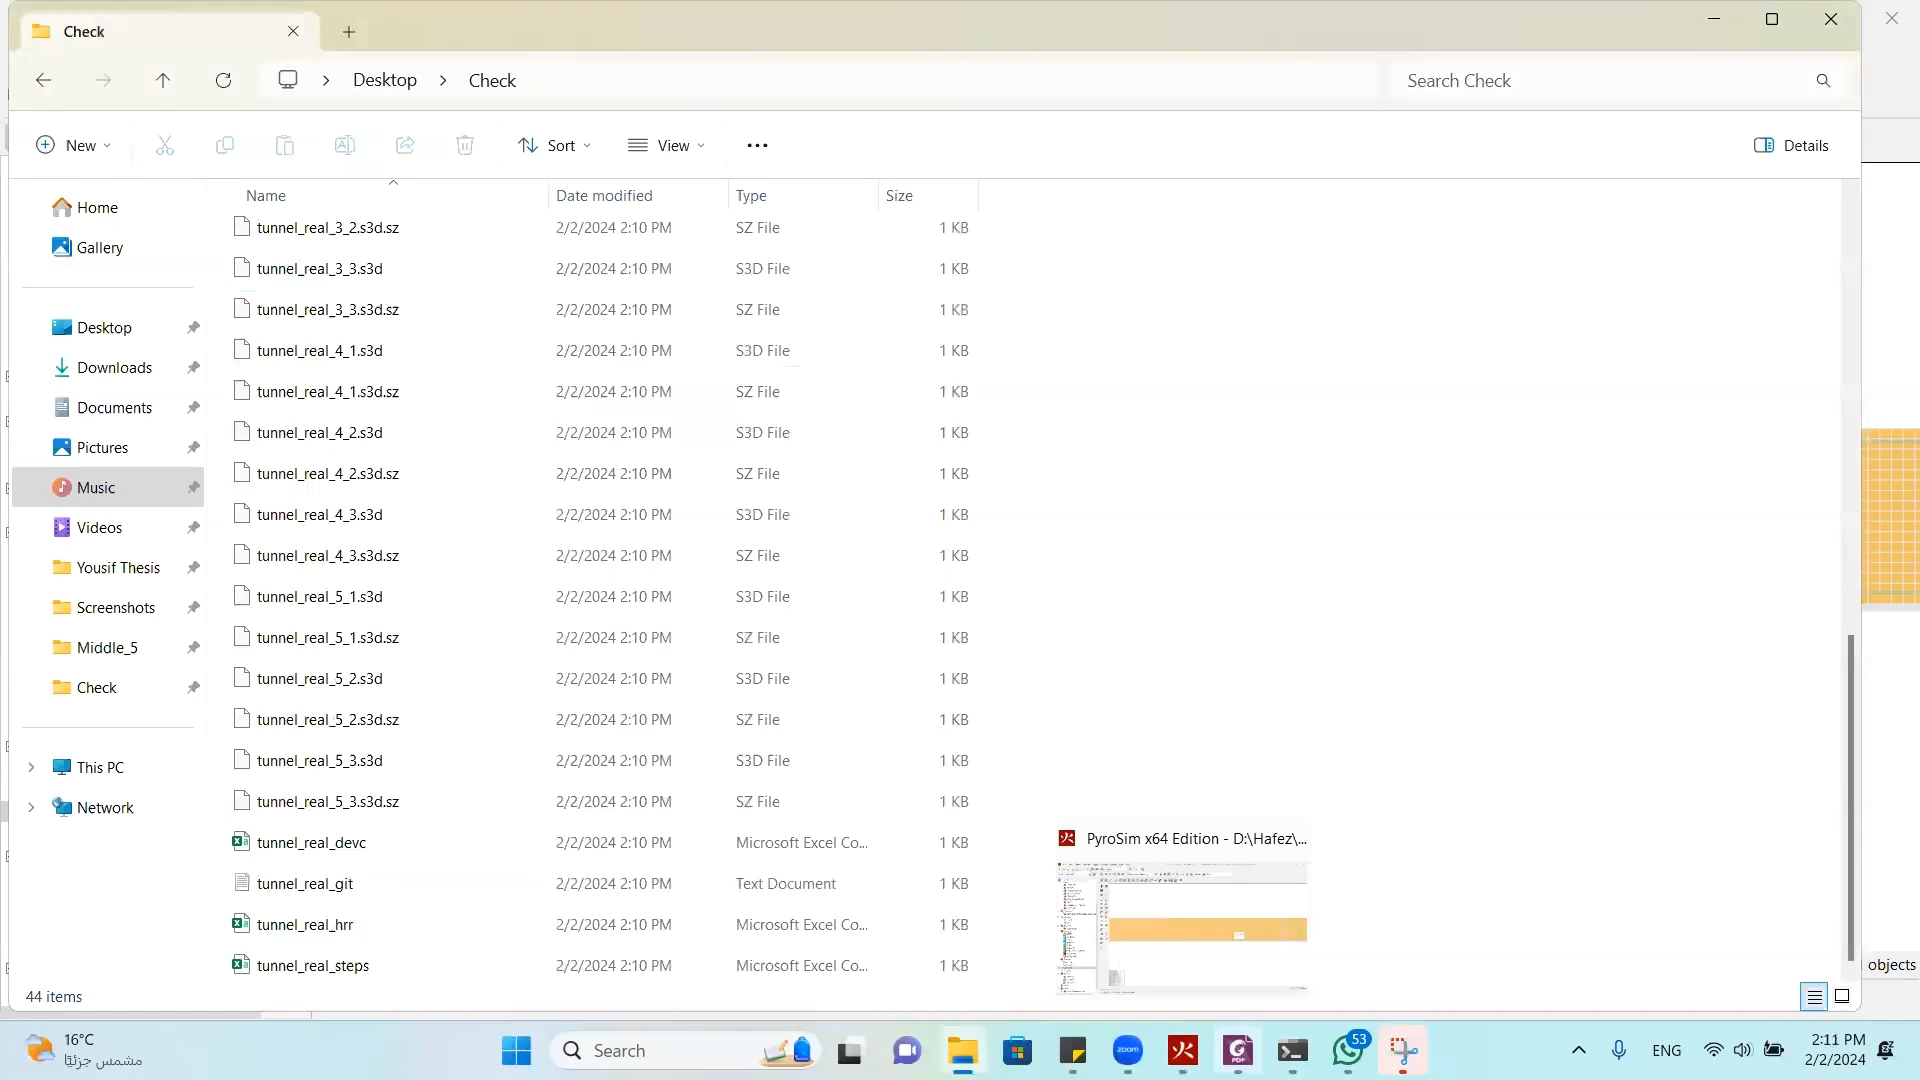 Check
Desktop
Check
Search Check
New
Sort
View
Details
Name
Date modified
Type
Size
Home
Gallery
Desktop
Downloads
Documents
Pictures
Music
Videos
Yousif Thesis
Screenshots
Middle_5
Check
This PC
Network
tunnel_real_3_2.s3d.sz 2/2/2024 2:10 PM SZ File 1 KB
tunnel_real_3_3.s3d 2/2/2024 2:10 PM S3D File 1 KB
tunnel_real_3_3.s3d.sz 2/2/2024 2:10 PM SZ File 1 KB
tunnel_real_4_1.s3d 2/2/2024 2:10 PM S3D File 1 KB
tunnel_real_4_1.s3d.sz 2/2/2024 2:10 PM SZ File 1 KB
tunnel_real_4_2.s3d 2/2/2024 2:10 PM S3D File 1 KB
tunnel_real_4_2.s3d.sz 2/2/2024 2:10 PM SZ File 1 KB
tunnel_real_4_3.s3d 2/2/2024 2:10 PM S3D File 1 KB
tunnel_real_4_3.s3d.sz 2/2/2024 2:10 PM SZ File 1 KB
tunnel_real_5_1.s3d 2/2/2024 2:10 PM S3D File 1 KB
tunnel_real_5_1.s3d.sz 2/2/2024 2:10 PM SZ File 1 KB
tunnel_real_5_2.s3d 2/2/2024 2:10 PM S3D File 1 KB
tunnel_real_5_2.s3d.sz 2/2/2024 2:10 PM SZ File 1 KB
tunnel_real_5_3.s3d 2/2/2024 2:10 PM S3D File 1 KB
tunnel_real_5_3.s3d.sz 2/2/2024 2:10 PM SZ File 1 KB
tunnel_real_devc 2/2/2024 2:10 PM Microsoft Excel Co... 1 KB
tunnel_real_git 2/2/2024 2:10 PM Text Document 1 KB
tunnel_real_hrr 2/2/2024 2:10 PM Microsoft Excel Co... 1 KB
tunnel_real_steps 2/2/2024 2:10 PM Microsoft Excel Co... 1 KB
PyroSim x64 Edition - D:\Hafez\...
objects
44 items
16°C
مشمس جزئيًا
Search
zoom
PDF
53
ENG
2:11 PM
2/2/2024